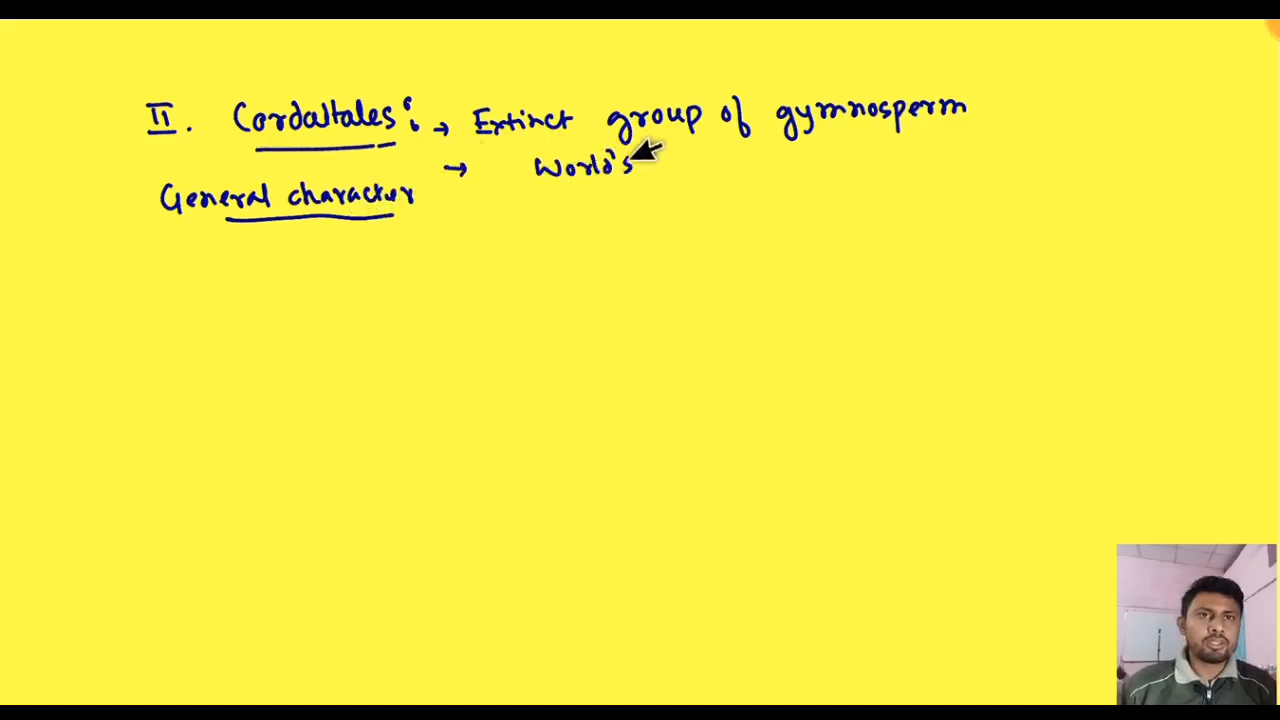 II. Cordaitales: → Extinct group of gymnosperm
→ World's
General character